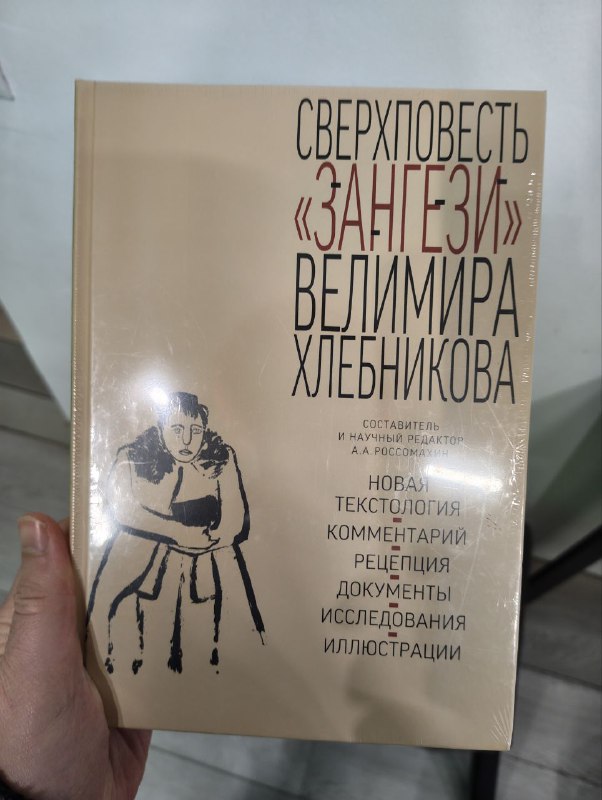 СВЕРХПОВЕСТЬ
«ЗАНГЕЗИ»
ВЕЛИМИРА
ХЛЕБНИКОВА
СОСТАВИТЕЛЬ
И НАУЧНЫЙ РЕДАКТОР
А.А.РОССОМАХИН
НОВАЯ
ТЕКСТОЛОГИЯ
КОММЕНТАРИЙ
РЕЦЕПЦИЯ
ДОКУМЕНТЫ
ИССЛЕДОВАНИЯ
ИЛЛЮСТРАЦИИ